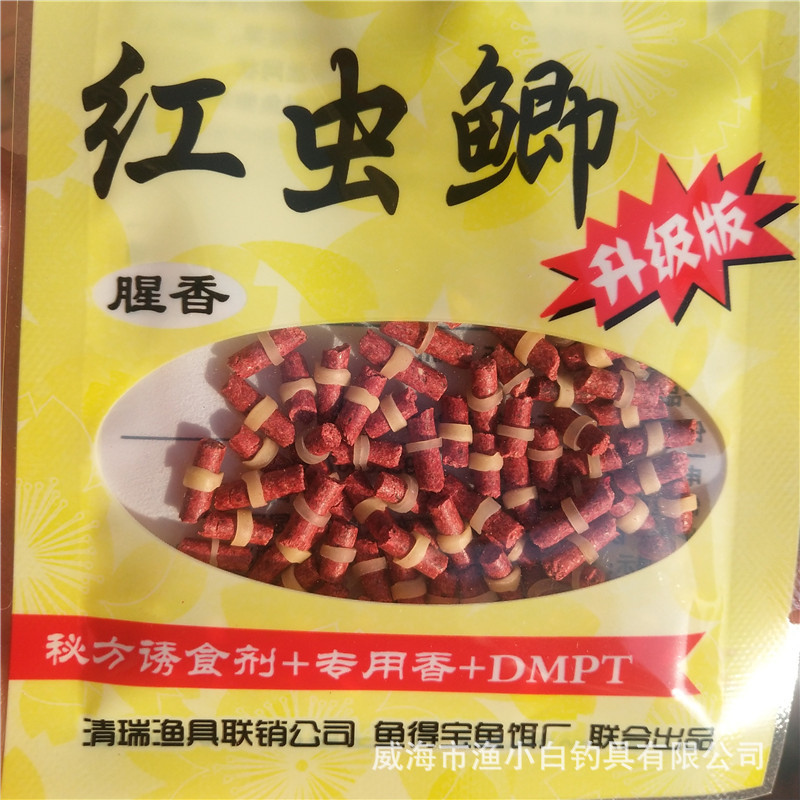 红虫鲫
升级版
腥香
秘方诱食剂+专用香+DMPT
清瑞渔具联销公司 鱼得宝鱼饵厂 联合出品
威海市渔小白钓具有限公司